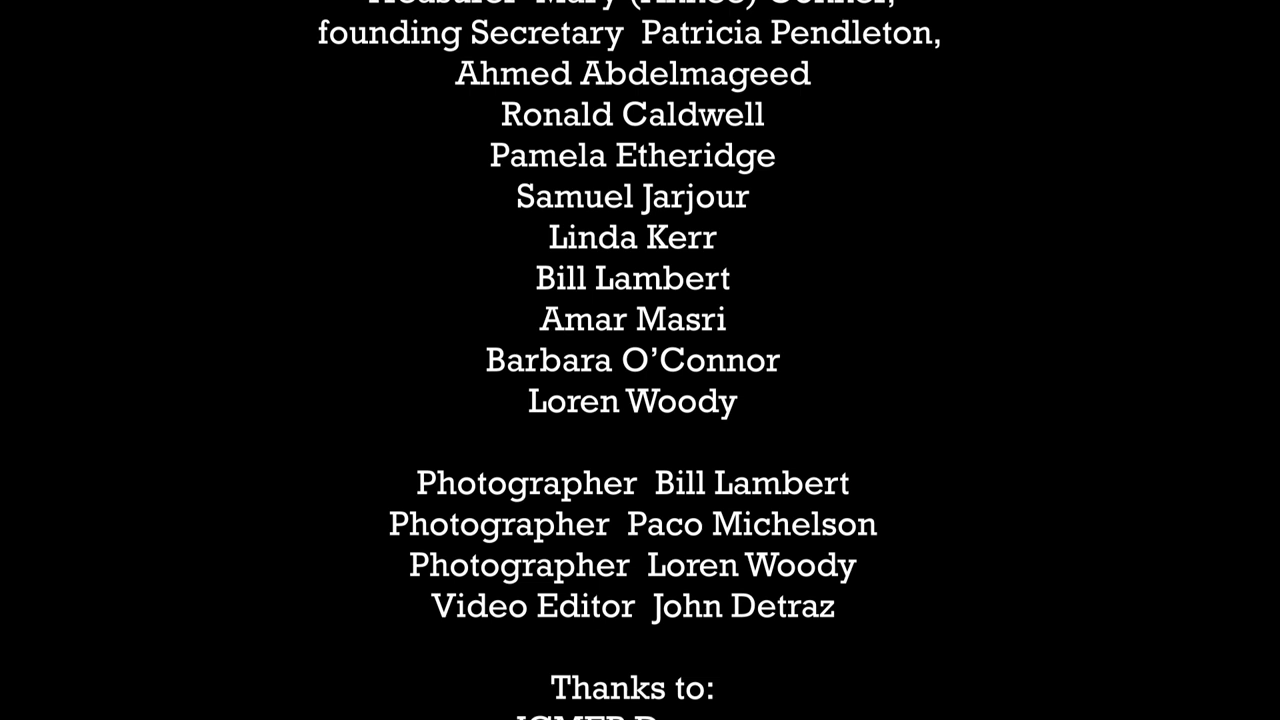 founding Secretary  Patricia Pendleton,
Ahmed Abdelmageed
Ronald Caldwell
Pamela Etheridge
Samuel Jarjour
Linda Kerr
Bill Lambert
Amar Masri
Barbara O’Connor
Loren Woody
Photographer  Bill Lambert
Photographer  Paco Michelson
Photographer  Loren Woody
Video Editor  John Detraz
Thanks to: